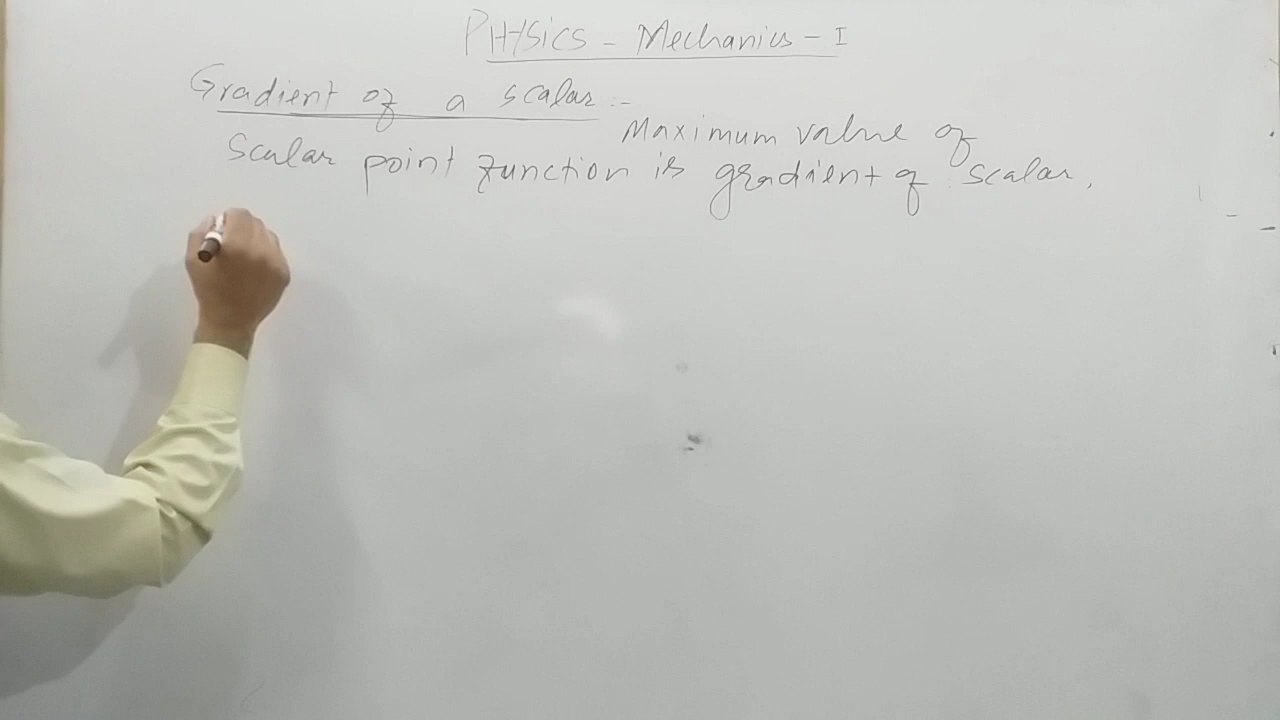 PHYSics - Mechanics - I
Gradient of a scalar :-
Maximum value of
Scalar point function is gradient of scalar.